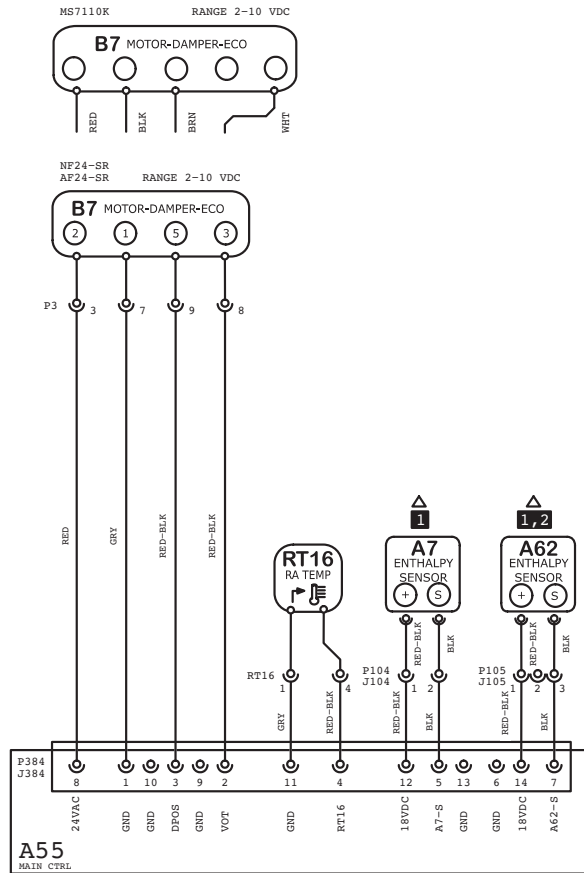 MS7110K RANGE 2-10 VDC
B7 MOTOR-DAMPER-ECO
RED BLK BRN WHT
NF24-SR
AF24-SR RANGE 2-10 VDC
B7 MOTOR-DAMPER-ECO
2 1 5 3
P3 3 7 9 8
RED GRY RED-BLK RED-BLK
1 1,2
RT16
RA TEMP
A7
ENTHALPY
SENSOR
+ S
A62
ENTHALPY
SENSOR
+ S
RED-BLK BLK RED-BLK BLK
RT16 1 4
P104
J104 1 2
P105
J105 1 2 3
GRY RED-BLK RED-BLK BLK RED-BLK BLK
P384
J384
8 1 10 3 9 2 11 4 12 5 13 6 14 7
24VAC GND GND DPOS GND VOT GND RT16 18VDC A7-S GND GND 18VDC A62-S
A55
MAIN CTRL